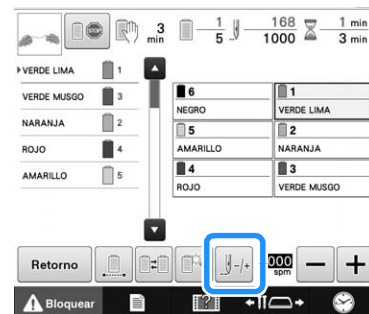 3
min
1
5
168
1000
1 min
3 min
VERDE LIMA 1
VERDE MUSGO 3
NARANJA 2
ROJO 4
AMARILLO 5
6
NEGRO
1
VERDE LIMA
5
AMARILLO
2
NARANJA
4
ROJO
3
VERDE MUSGO
Retorno
-/+
000
spm
− +
Bloquear
?